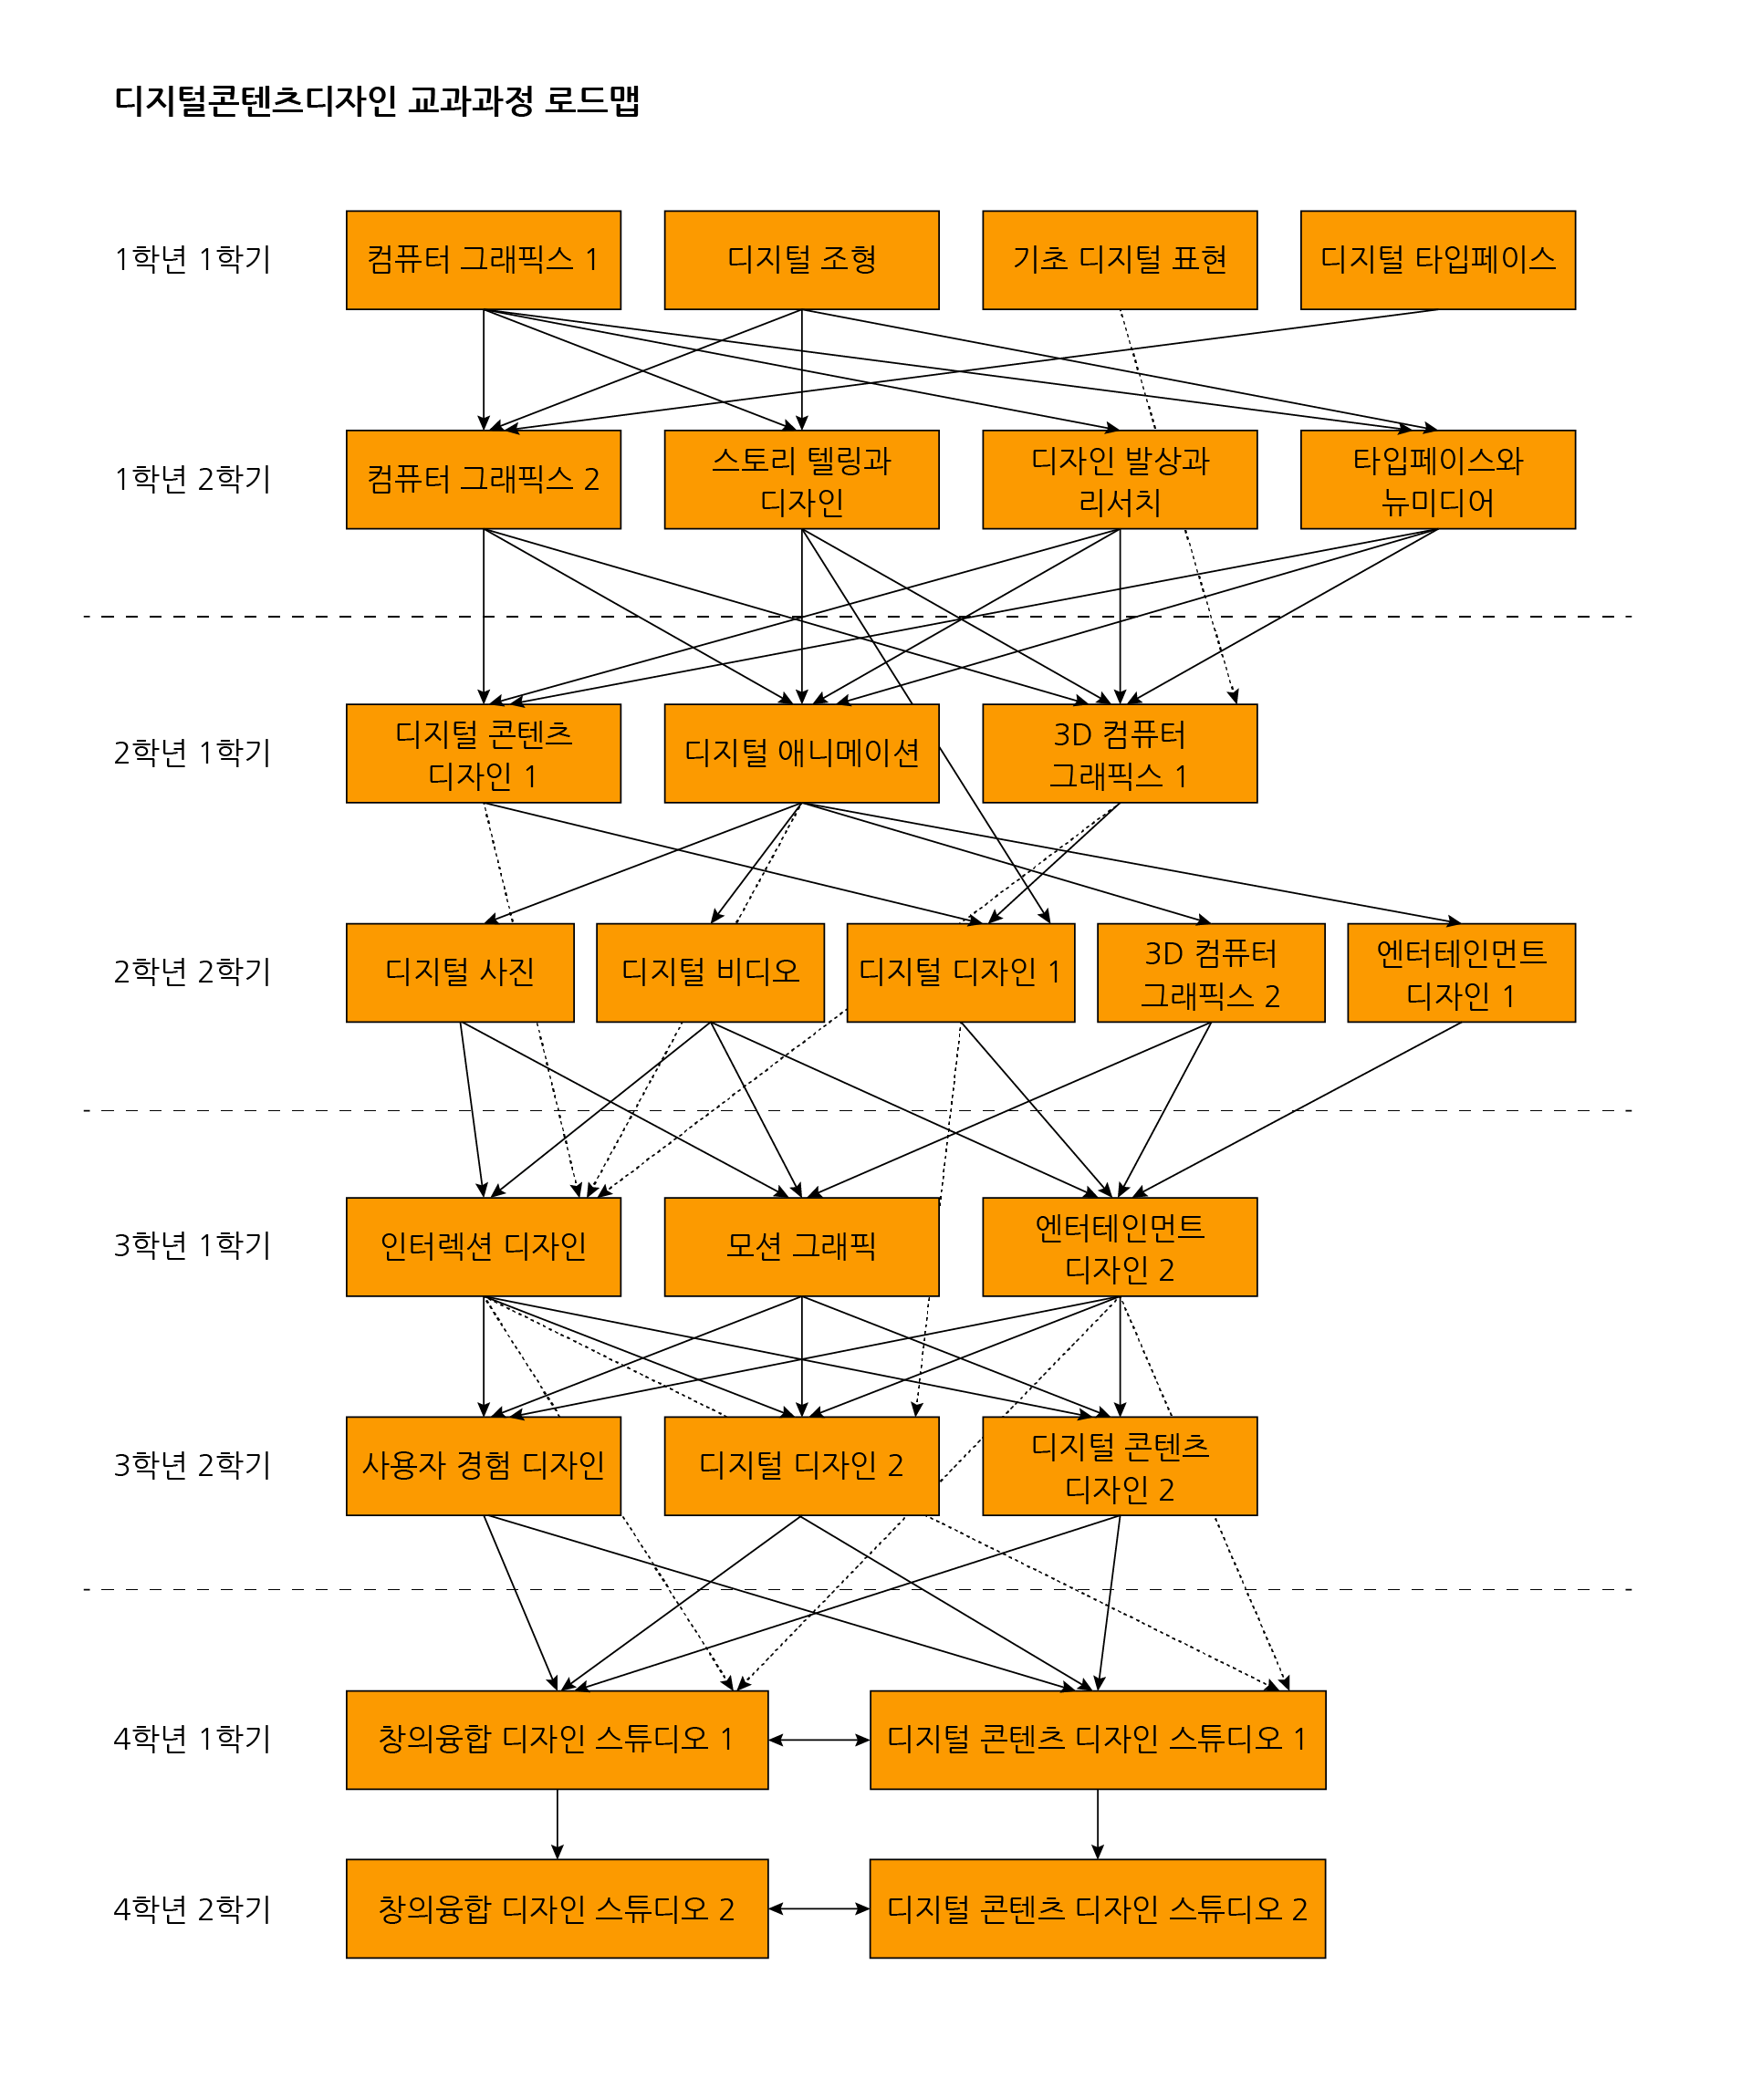 디지털콘텐츠디자인 교과과정 로드맵
1학년 1학기
컴퓨터 그래픽스 1
디지털 조형
기초 디지털 표현
디지털 타입페이스
1학년 2학기
컴퓨터 그래픽스 2
스토리 텔링과
디자인
디자인 발상과
리서치
타입페이스와
뉴미디어
2학년 1학기
디지털 콘텐츠
디자인 1
디지털 애니메이션
3D 컴퓨터
그래픽스 1
2학년 2학기
디지털 사진
디지털 비디오
디지털 디자인 1
3D 컴퓨터
그래픽스 2
엔터테인먼트
디자인 1
3학년 1학기
인터렉션 디자인
모션 그래픽
엔터테인먼트
디자인 2
3학년 2학기
사용자 경험 디자인
디지털 디자인 2
디지털 콘텐츠
디자인 2
4학년 1학기
창의융합 디자인 스튜디오 1
디지털 콘텐츠 디자인 스튜디오 1
4학년 2학기
창의융합 디자인 스튜디오 2
디지털 콘텐츠 디자인 스튜디오 2